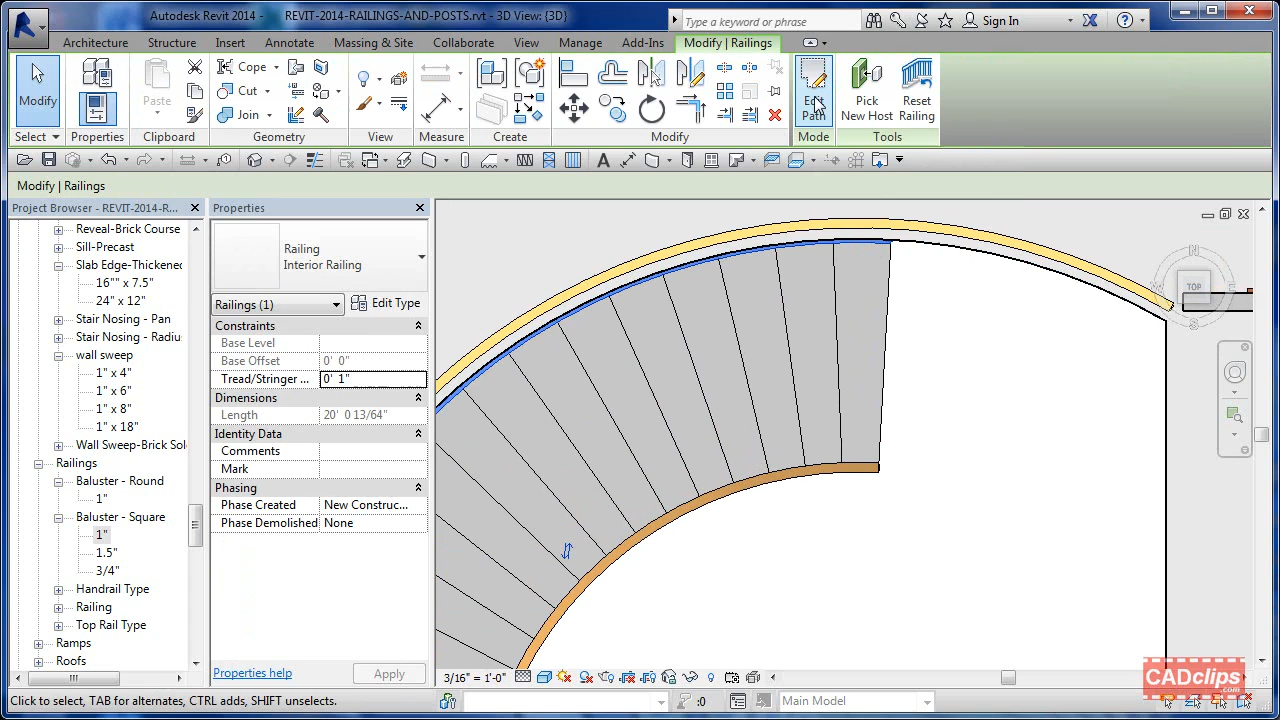 Autodesk Revit 2014 - REVIT-2014-RAILINGS-AND-POSTS.rvt - 3D View: {3D}
Type a keyword or phrase
Sign In
Architecture Structure Insert Annotate Massing & Site Collaborate View Manage Add-Ins Modify | Railings
Modify
Properties
Paste
Cope
Cut
Join
Edit Path
Pick New Host
Reset Railing
Select Properties Clipboard Geometry View Measure Create Modify Mode Tools
Modify | Railings
Project Browser - REVIT-2014-R...
Reveal-Brick Course
Sill-Precast
Slab Edge-Thickened
16"" x 7.5"
24" x 12"
Stair Nosing - Pan
Stair Nosing - Radiu
wall sweep
1" x 4"
1" x 6"
1" x 8"
1" x 18"
Wall Sweep-Brick Sol
Railings
Baluster - Round
1"
Baluster - Square
1"
1.5"
3/4"
Handrail Type
Railing
Top Rail Type
Ramps
Roofs
Properties
Railing
Interior Railing
Railings (1)
Edit Type
Constraints
Base Level
Base Offset 0' 0"
Tread/Stringer ... 0' 1"
Dimensions
Length 20' 0 13/64"
Identity Data
Comments
Mark
Phasing
Phase Created New Construc...
Phase Demolished None
Properties help
Apply
TOP
3/16" = 1'-0"
CADclips
.com
Click to select, TAB for alternates, CTRL adds, SHIFT unselects.
:0
Main Model